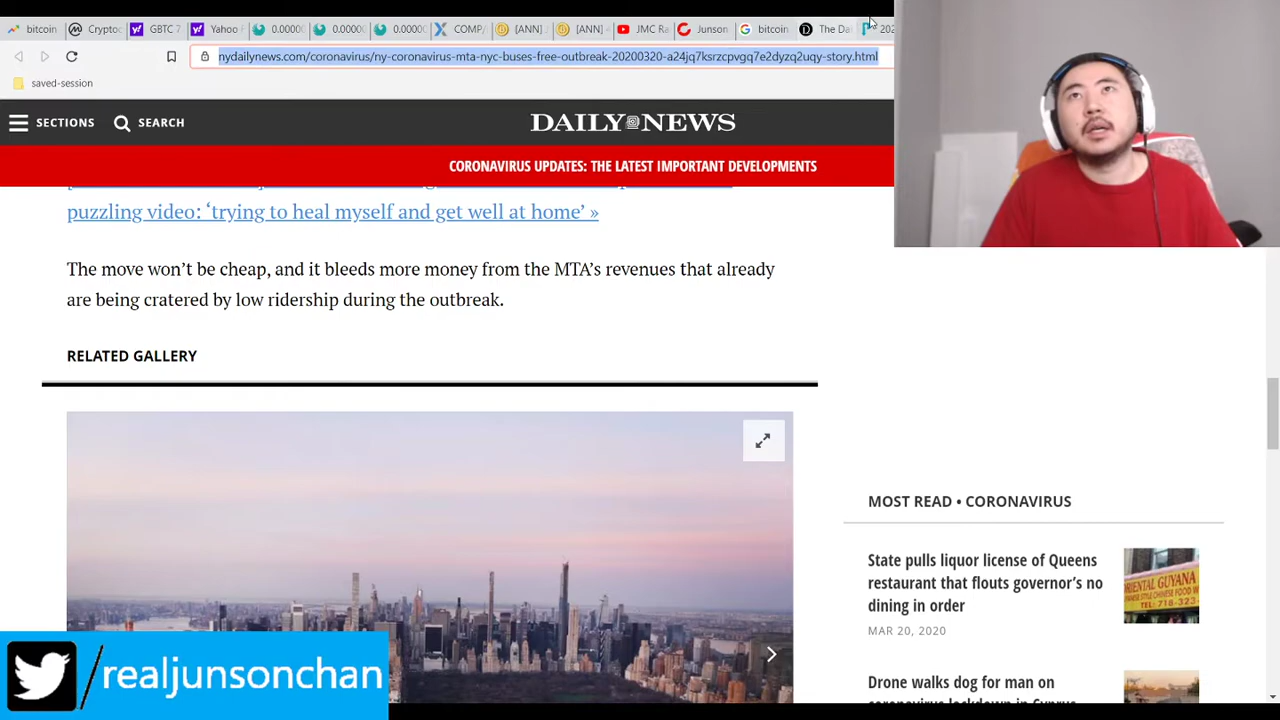 bitcoin
Crypto
GBTC 7
Yahoo F
0.0000
0.0000
0.0000
COMP
[ANN]
[ANN]
JMC Ra
Junson
bitcoin
The Da
202
nydailynews.com/coronavirus/ny-coronavirus-mta-nyc-buses-free-outbreak-20200320-a24jq7ksrzcpvgq7e2dyzq2uqy-story.html
saved-session
SECTIONS
SEARCH
DAILY NEWS
CORONAVIRUS UPDATES: THE LATEST IMPORTANT DEVELOPMENTS
puzzling video: ‘trying to heal myself and get well at home’ »
The move won’t be cheap, and it bleeds more money from the MTA’s revenues that already
are being cratered by low ridership during the outbreak.
RELATED GALLERY
MOST READ • CORONAVIRUS
State pulls liquor license of Queens
restaurant that flouts governor’s no
dining in order
MAR 20, 2020
ORIENTAL GUYANA
TEL: 718-323
Drone walks dog for man on
coronavirus lockdown in Cyprus
/realjunsonchan